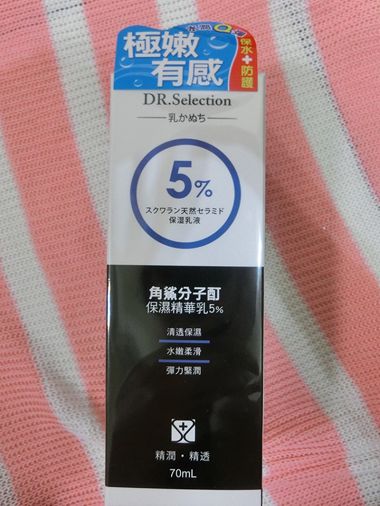 極嫩
有感
保水+防護
DR.Selection
乳かぬち
5%
スクワラン天然セラミド
保湿乳液
角鯊分子酊
保濕精華乳5%
清透保濕
水嫩柔滑
彈力緊潤
精潤・精透
70mL